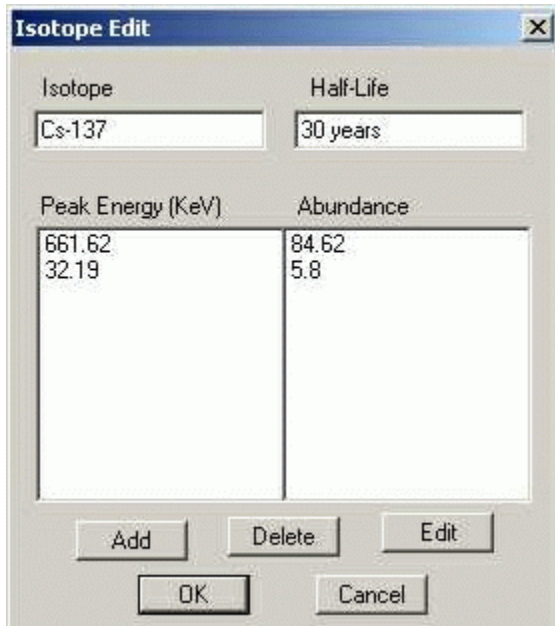 Isotope Edit
Isotope Half-Life
Cs-137 30 years
Peak Energy (KeV) Abundance
661.62 84.62
32.19 5.8
Add Delete Edit
OK Cancel